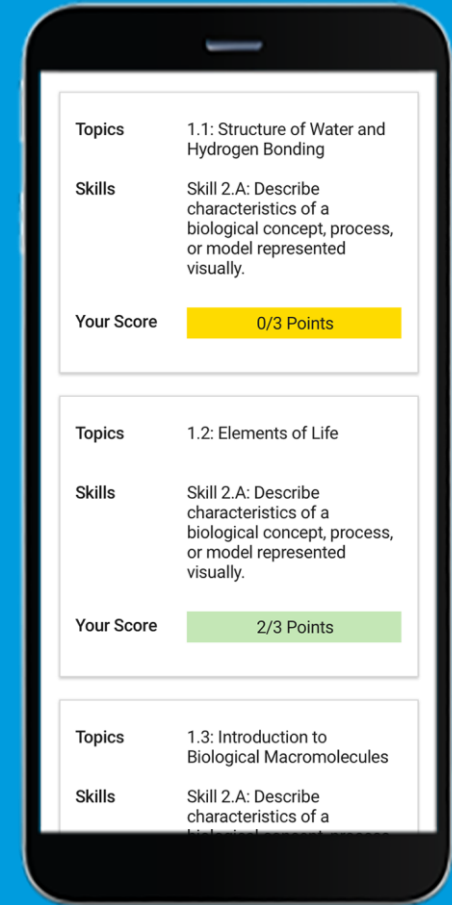 Topics 1.1: Structure of Water and
Hydrogen Bonding
Skills Skill 2.A: Describe
characteristics of a
biological concept, process,
or model represented
visually.
Your Score 0/3 Points
Topics 1.2: Elements of Life
Skills Skill 2.A: Describe
characteristics of a
biological concept, process,
or model represented
visually.
Your Score 2/3 Points
Topics 1.3: Introduction to
Biological Macromolecules
Skills Skill 2.A: Describe
characteristics of a